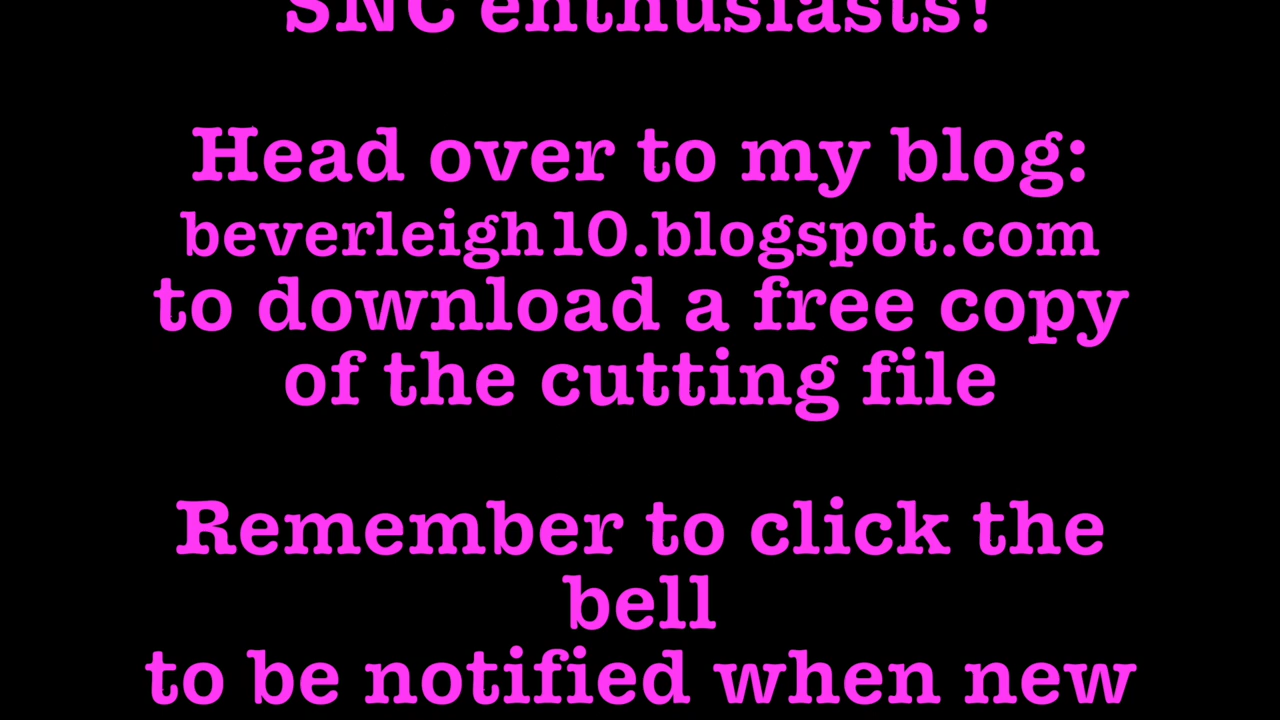 SNC enthusiasts!
Head over to my blog:
beverleigh10.blogspot.com
to download a free copy
of the cutting file
Remember to click the
bell
to be notified when new